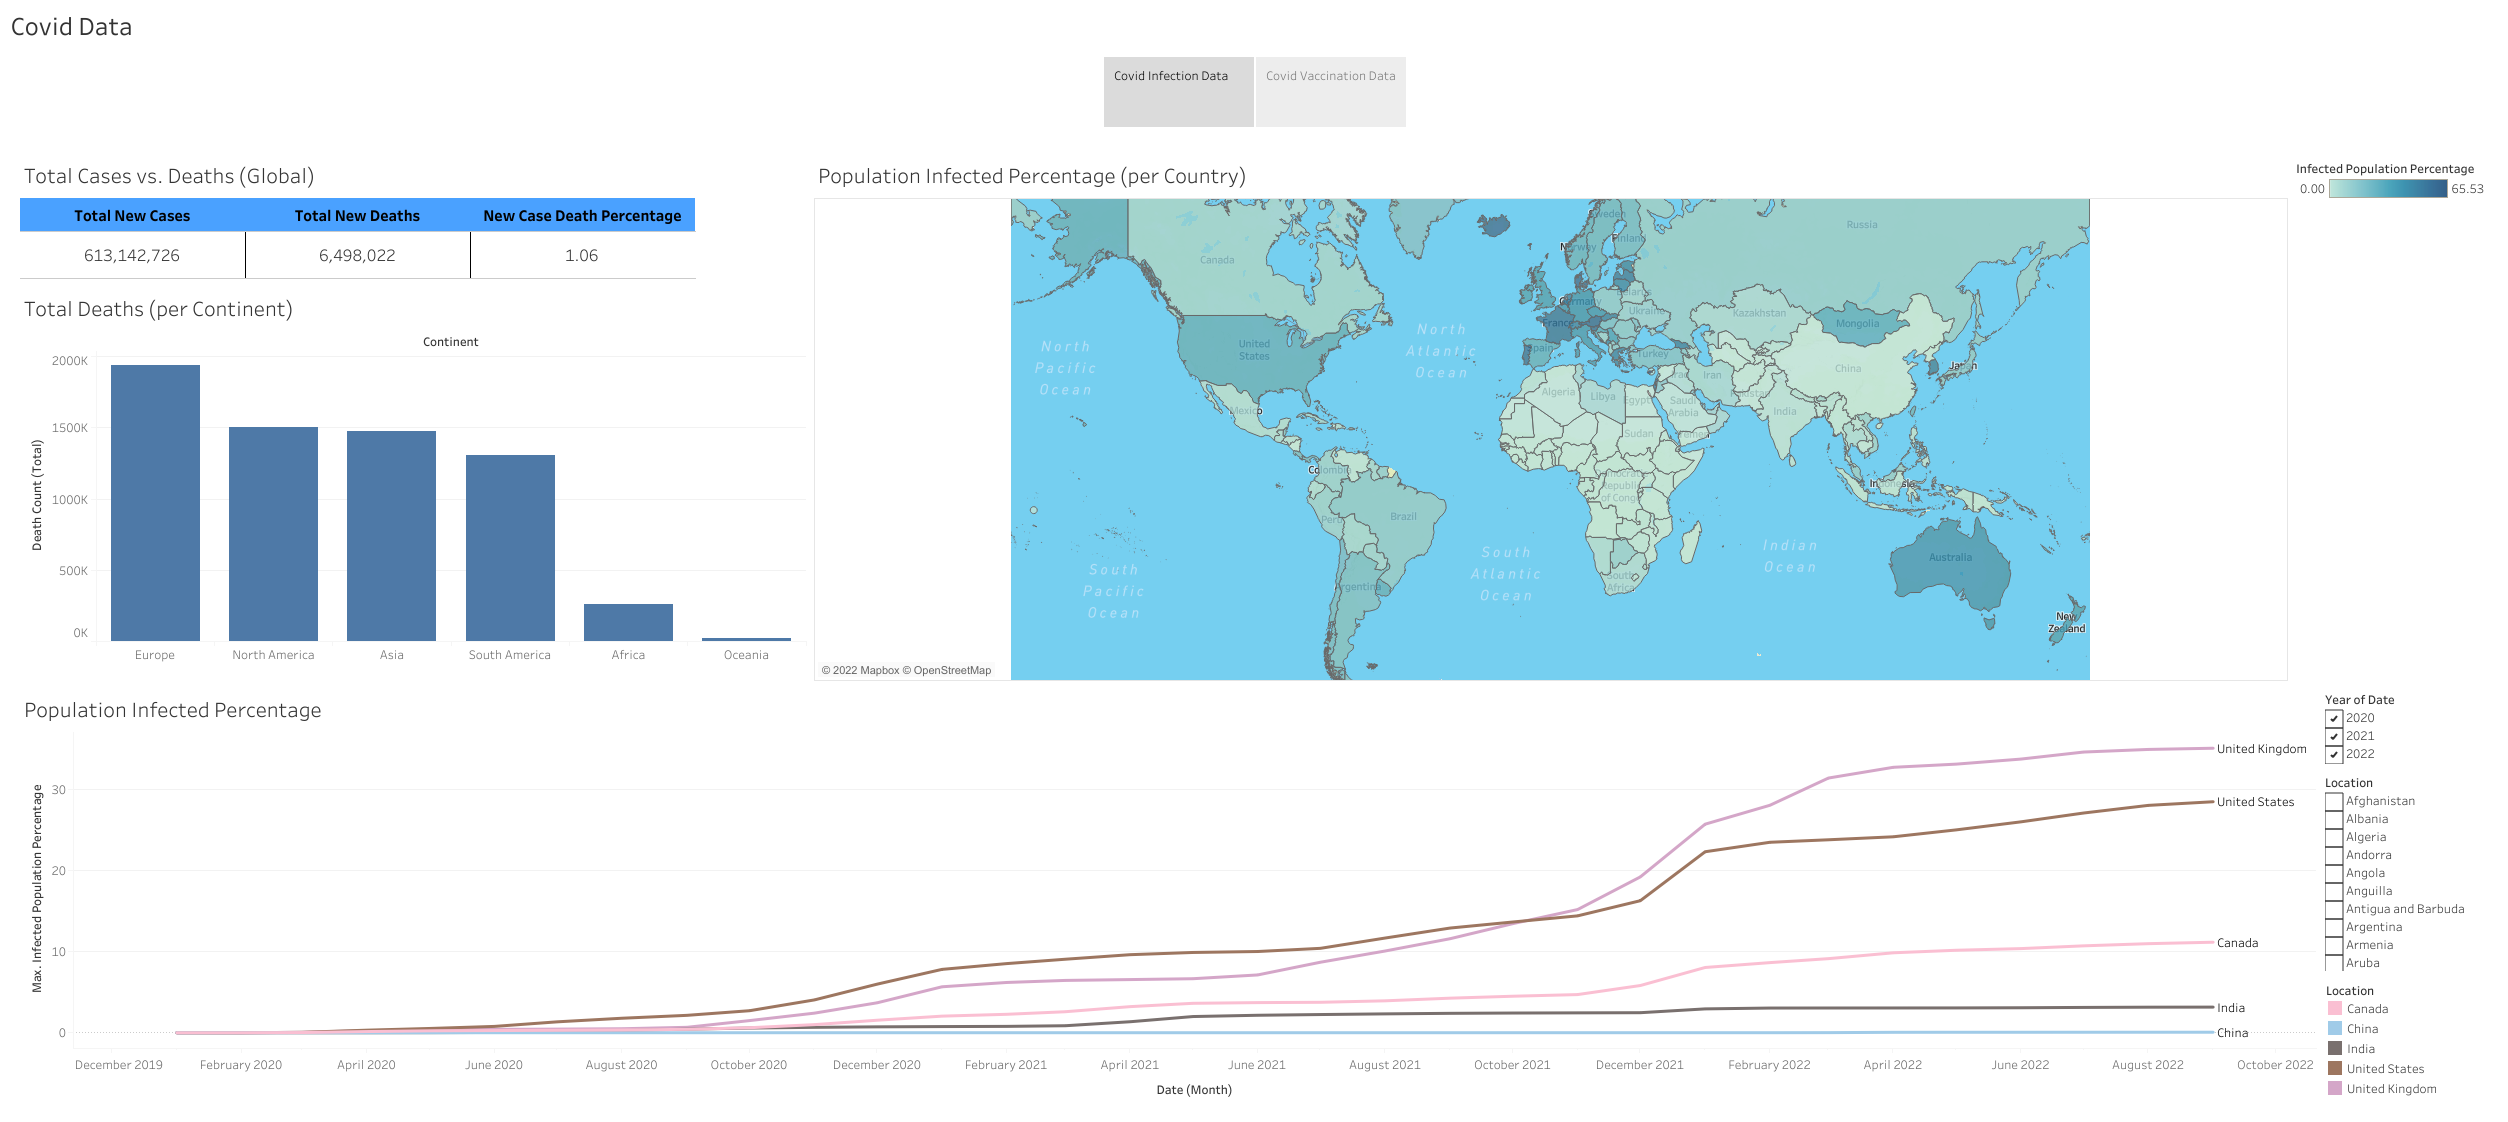 Covid Data
Covid Infection Data
Covid Vaccination Data
Total Cases vs. Deaths (Global)
Total New Cases
Total New Deaths
New Case Death Percentage
613,142,726
6,498,022
1.06
Total Deaths (per Continent)
Continent
Death Count (Total)
2000K
1500K
1000K
500K
0K
Europe
North America
Asia
South America
Africa
Oceania
Population Infected Percentage (per Country)
Infected Population Percentage
0.00
65.53
Sweden
Russia
Norway
Finland
Canada
Belarus
Germany
Ukraine
Kazakhstan
Mongolia
France
United
States
North
Pacific
Ocean
North
Atlantic
Ocean
Spain
Turkey
Japan
China
Iraq
Iran
Algeria
Libya
Egypt
Pakistan
Saudi
Arabia
India
Mexico
Sudan
Yemen
Colombia
Democratic
Republic
of Congo
Indonesia
Peru
Brazil
South
Atlantic
Ocean
Indian
Ocean
Australia
South
Pacific
Ocean
South
Africa
Argentina
New
Zealand
© 2022 Mapbox © OpenStreetMap
Population Infected Percentage
Max. Infected Population Percentage
30
20
10
0
United Kingdom
United States
Canada
India
China
December 2019
February 2020
April 2020
June 2020
August 2020
October 2020
December 2020
February 2021
April 2021
June 2021
August 2021
October 2021
December 2021
February 2022
April 2022
June 2022
August 2022
October 2022
Date (Month)
Year of Date
2020
2021
2022
Location
Afghanistan
Albania
Algeria
Andorra
Angola
Anguilla
Antigua and Barbuda
Argentina
Armenia
Aruba
Location
Canada
China
India
United States
United Kingdom